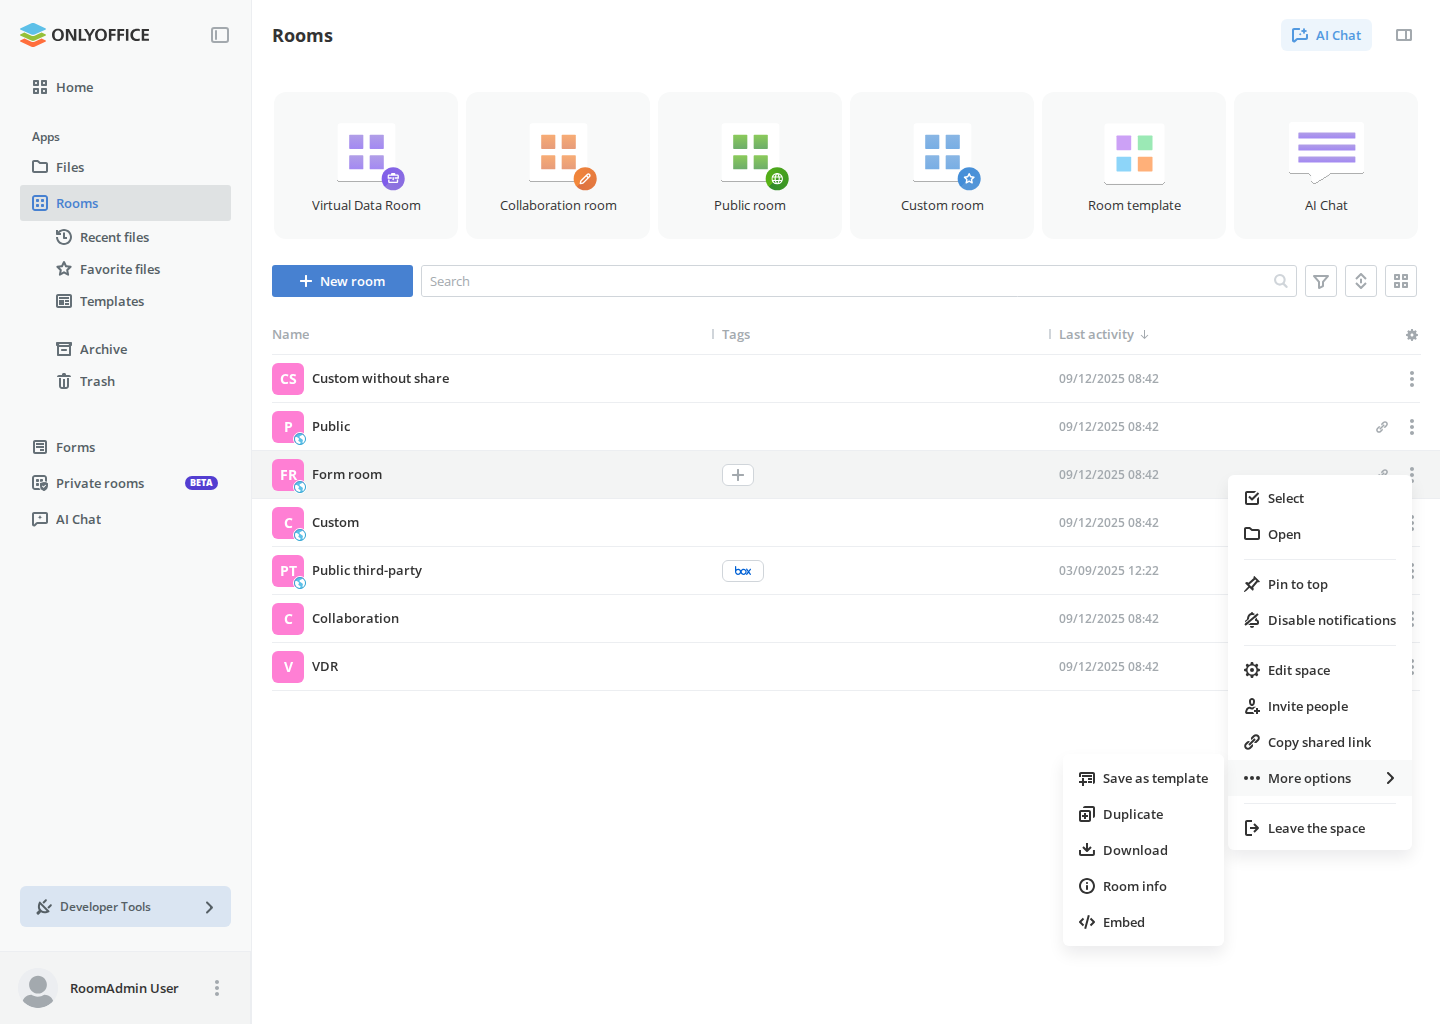 ONLYOFFICE
Home
Apps
Files
Rooms
Recent files
Favorite files
Templates
Archive
Trash
Forms
Private rooms BETA
AI Chat
Developer Tools
RoomAdmin User
Rooms
AI Chat
Virtual Data Room
Collaboration room
Public room
Custom room
Room template
AI Chat
New room
Search
Name Tags Last activity
CS Custom without share 09/12/2025 08:42
P Public 09/12/2025 08:42
FR Form room 09/12/2025 08:42
C Custom 09/12/2025 08:42
PT Public third-party box 03/09/2025 12:22
C Collaboration 09/12/2025 08:42
V VDR 09/12/2025 08:42
Select
Open
Pin to top
Disable notifications
Edit space
Invite people
Copy shared link
More options
Leave the space
Save as template
Duplicate
Download
Room info
Embed